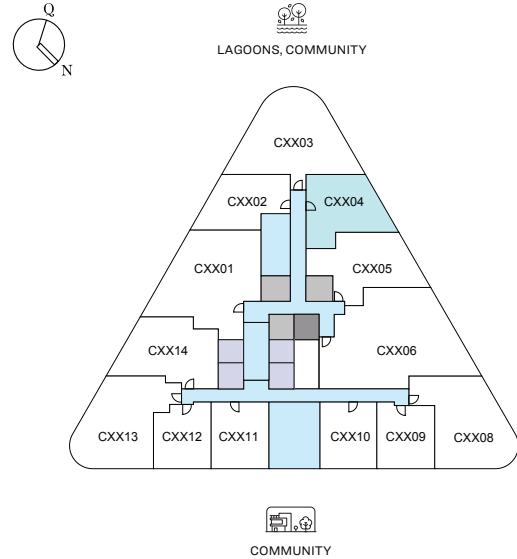 Q
N
LAGOONS, COMMUNITY
CXX03
CXX02
CXX04
CXX01
CXX05
CXX14
CXX06
CXX13
CXX12
CXX11
CXX10
CXX09
CXX08
COMMUNITY